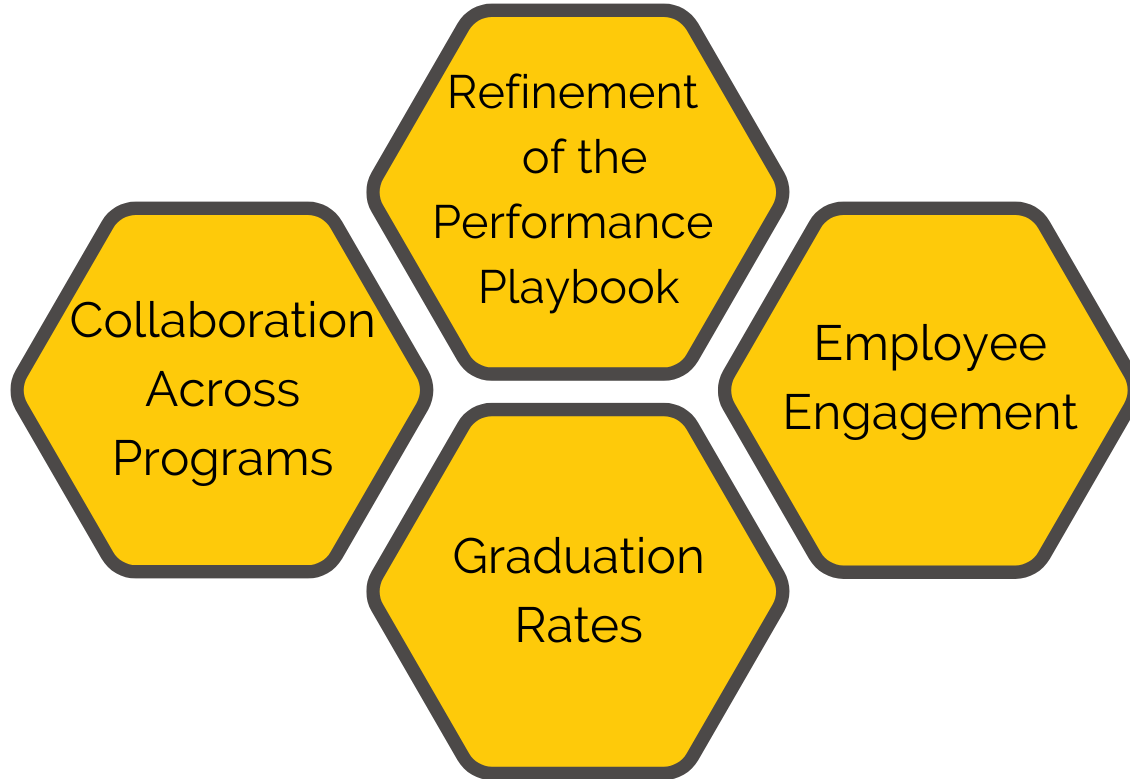 Refinement
of the
Performance
Playbook
Collaboration
Across
Programs
Employee
Engagement
Graduation
Rates